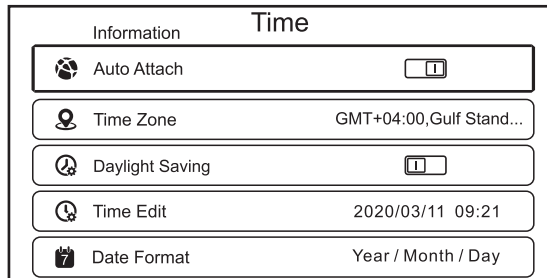 Time
Information
Auto Attach
Time Zone GMT+04:00,Gulf Stand...
Daylight Saving
Time Edit 2020/03/11 09:21
7 Date Format Year / Month / Day